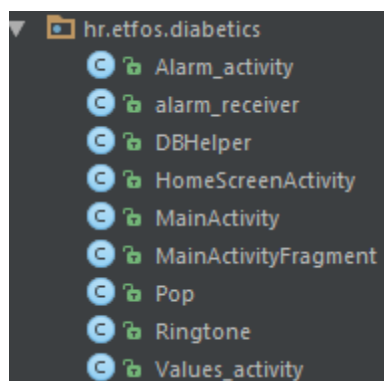 hr.etfos.diabetics
Alarm_activity
alarm_receiver
DBHelper
HomeScreenActivity
MainActivity
MainActivityFragment
Pop
Ringtone
Values_activity